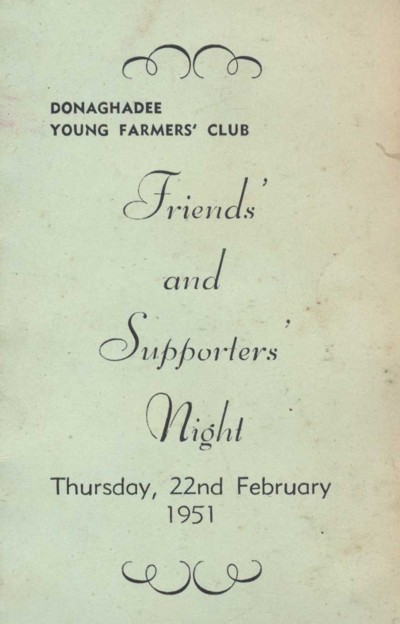 DONAGHADEE
YOUNG FARMERS' CLUB
Friends'
and
Supporters'
Night
Thursday, 22nd February
1951